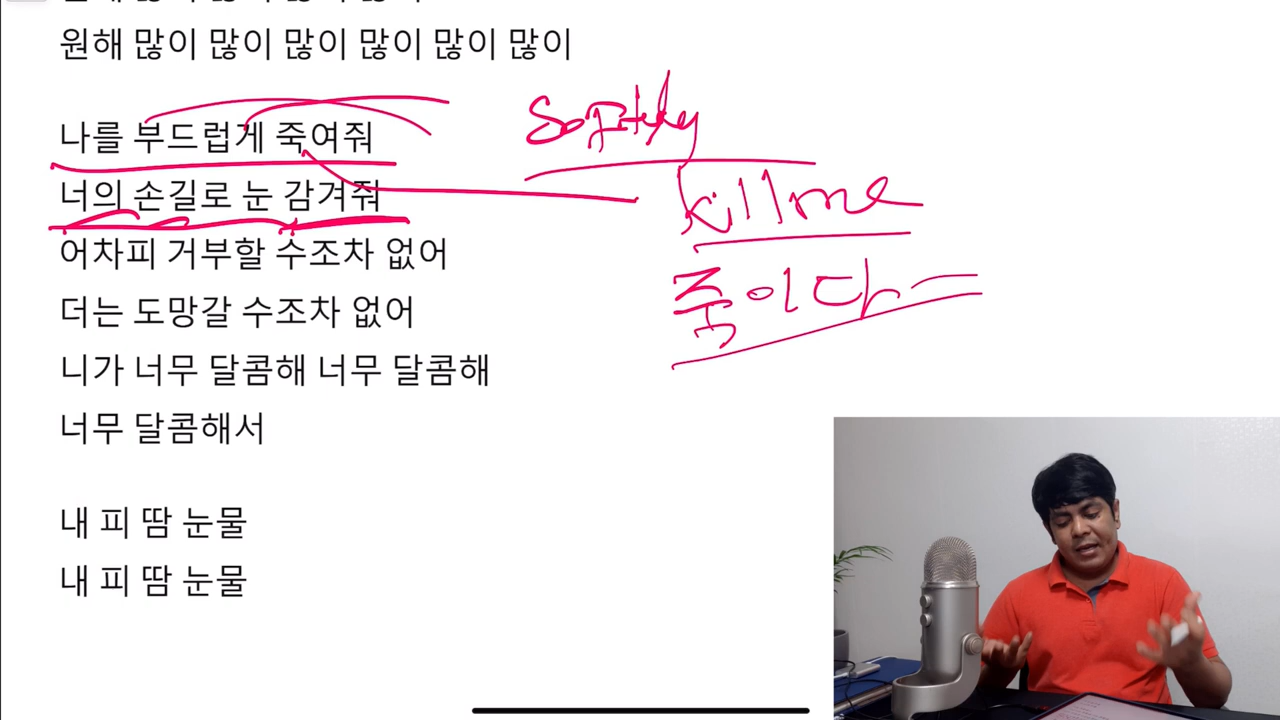 원해 많이 많이 많이 많이 많이 많이
나를 부드럽게 죽여줘
너의 손길로 눈 감겨줘
어차피 거부할 수조차 없어
더는 도망갈 수조차 없어
니가 너무 달콤해 너무 달콤해
너무 달콤해서
내 피 땀 눈물
내 피 땀 눈물
kill me
죽이다